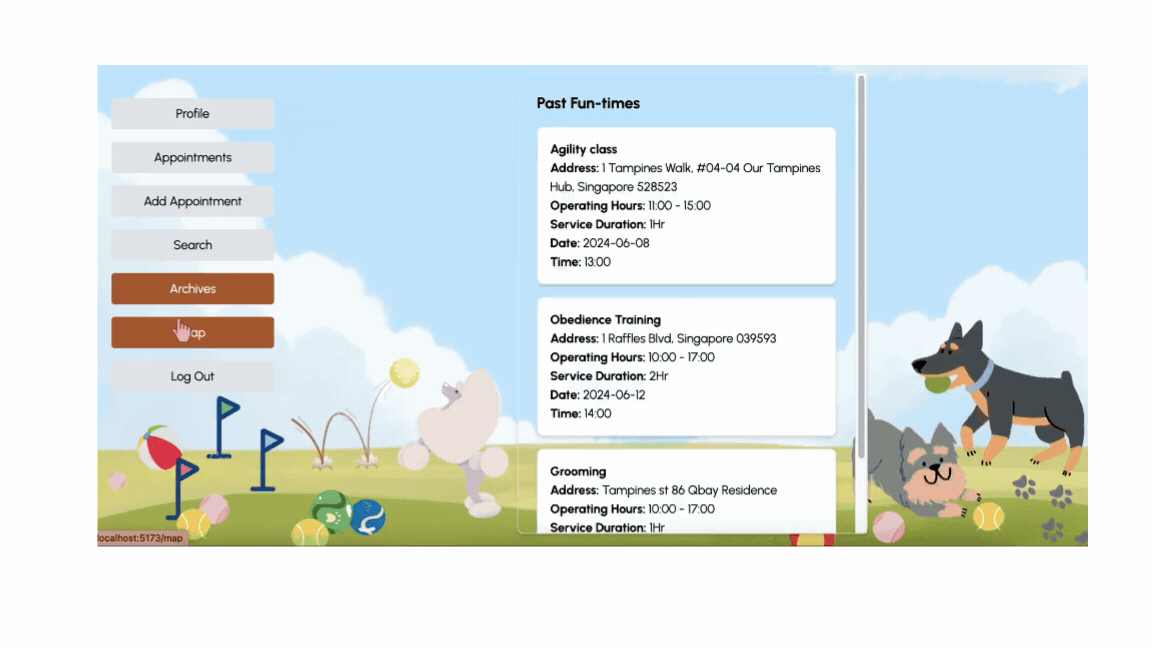 Profile
Appointments
Add Appointment
Search
Archives
ap
Log Out
Past Fun-times
Agility class
Address: 1 Tampines Walk, #04-04 Our Tampines
Hub, Singapore 528523
Operating Hours: 11:00 - 15:00
Service Duration: 1Hr
Date: 2024-06-08
Time: 13:00
Obedience Training
Address: 1 Raffles Blvd, Singapore 039593
Operating Hours: 10:00 - 17:00
Service Duration: 2Hr
Date: 2024-06-12
Time: 14:00
Grooming
Address: Tampines st 86 Qbay Residence
Operating Hours: 10:00 - 17:00
Service Duration: 1Hr
localhost:5173/map